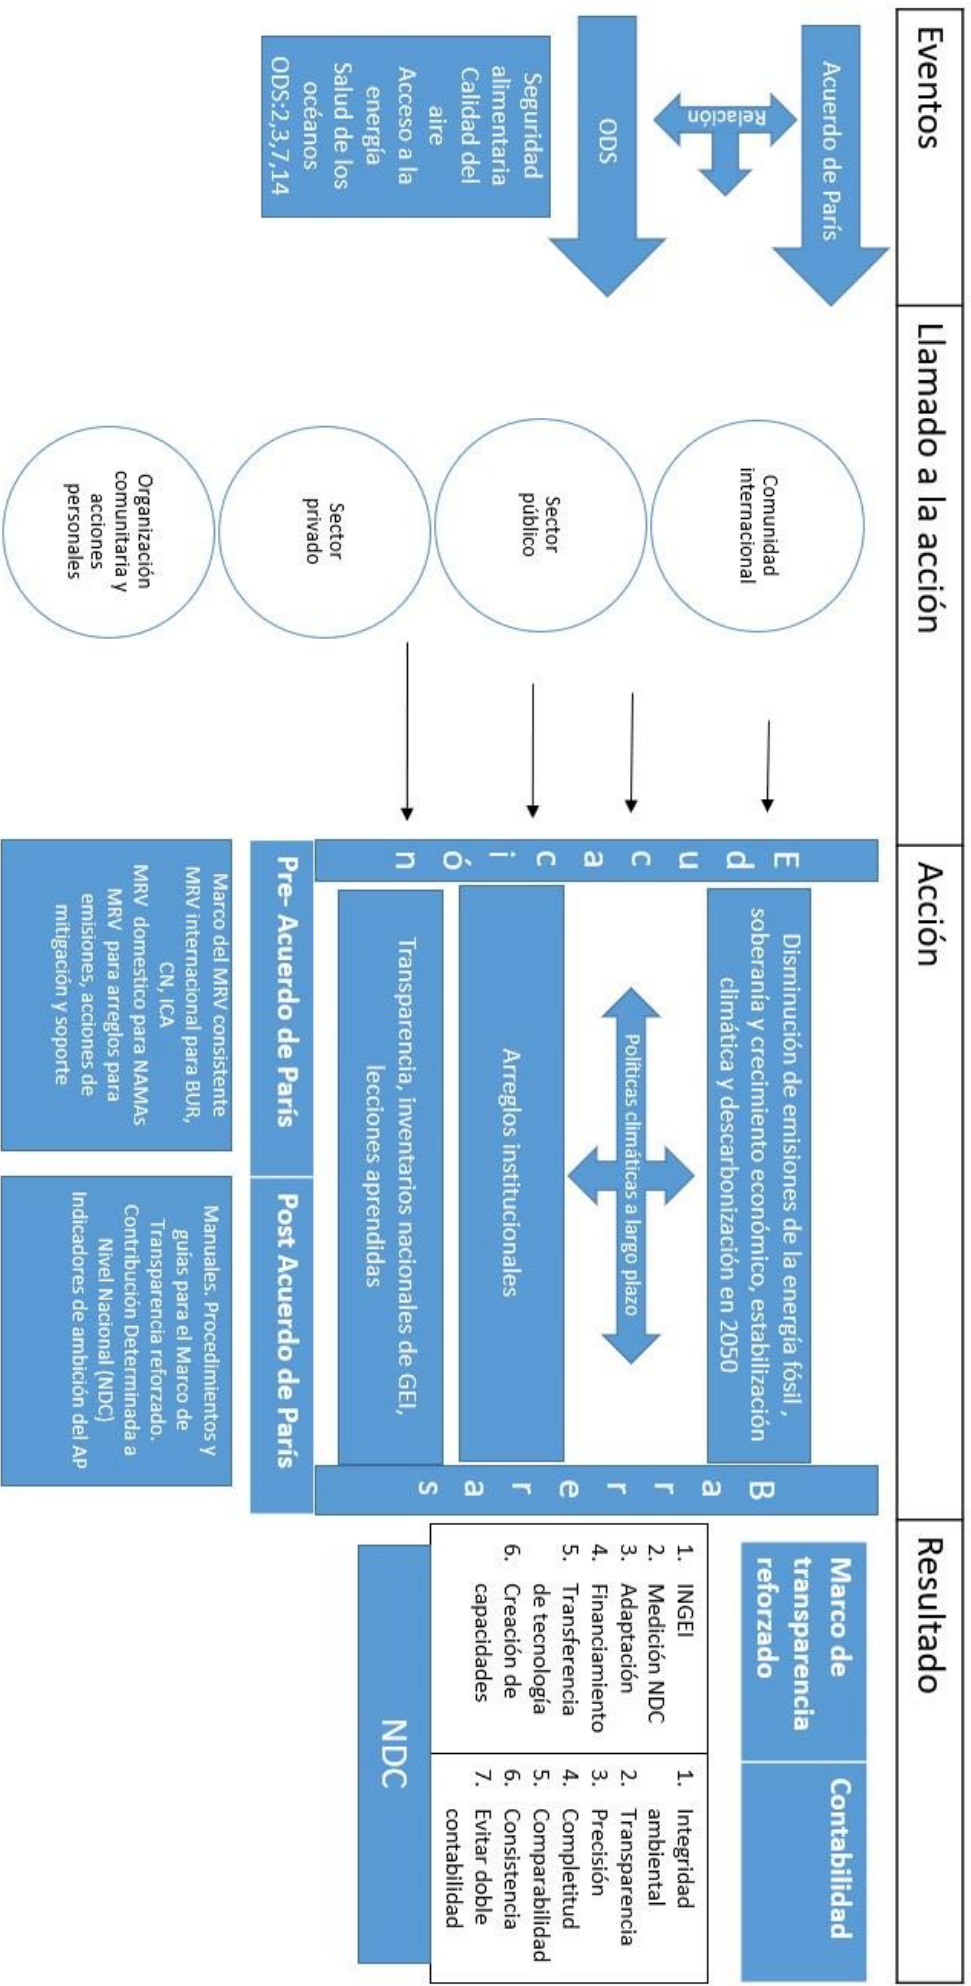 Eventos
Llamado a la acción
Acción
Resultado
Acuerdo de París
Relación
ODS
Seguridad
alimentaria
Calidad del
aire
Acceso a la
energía
Salud de los
océanos
ODS:2,3,7,14
Comunidad
internacional
Sector
público
Sector
privado
Organización
comunitaria y
acciones
personales
Educación
Disminución de emisiones de la energía fósil ,
soberanía y crecimiento económico, estabilización
climática y descarbonización en 2050
Políticas climáticas a largo plazo
Arreglos institucionales
Transparencia, inventarios nacionales de GEI,
lecciones aprendidas
Barreras
Pre- Acuerdo de París
Post Acuerdo de París
Marco del MRV consistente
MRV internacional para BUR,
CN, ICA
MRV domestico para NAMAs
MRV para arreglos para
emisiones, acciones de
mitigación y soporte
Manuales. Procedimientos y
guías para el Marco de
Transparencia reforzado.
Contribución Determinada a
Nivel Nacional (NDC)
Indicadores de ambición del AP
Marco de
transparencia
reforzado
Contabilidad
1. INGEI
2. Medición NDC
3. Adaptación
4. Financiamiento
5. Transferencia
de tecnología
6. Creación de
capacidades
1. Integridad
ambiental
2. Transparencia
3. Precisión
4. Completitud
5. Comparabilidad
6. Consistencia
7. Evitar doble
contabilidad
NDC